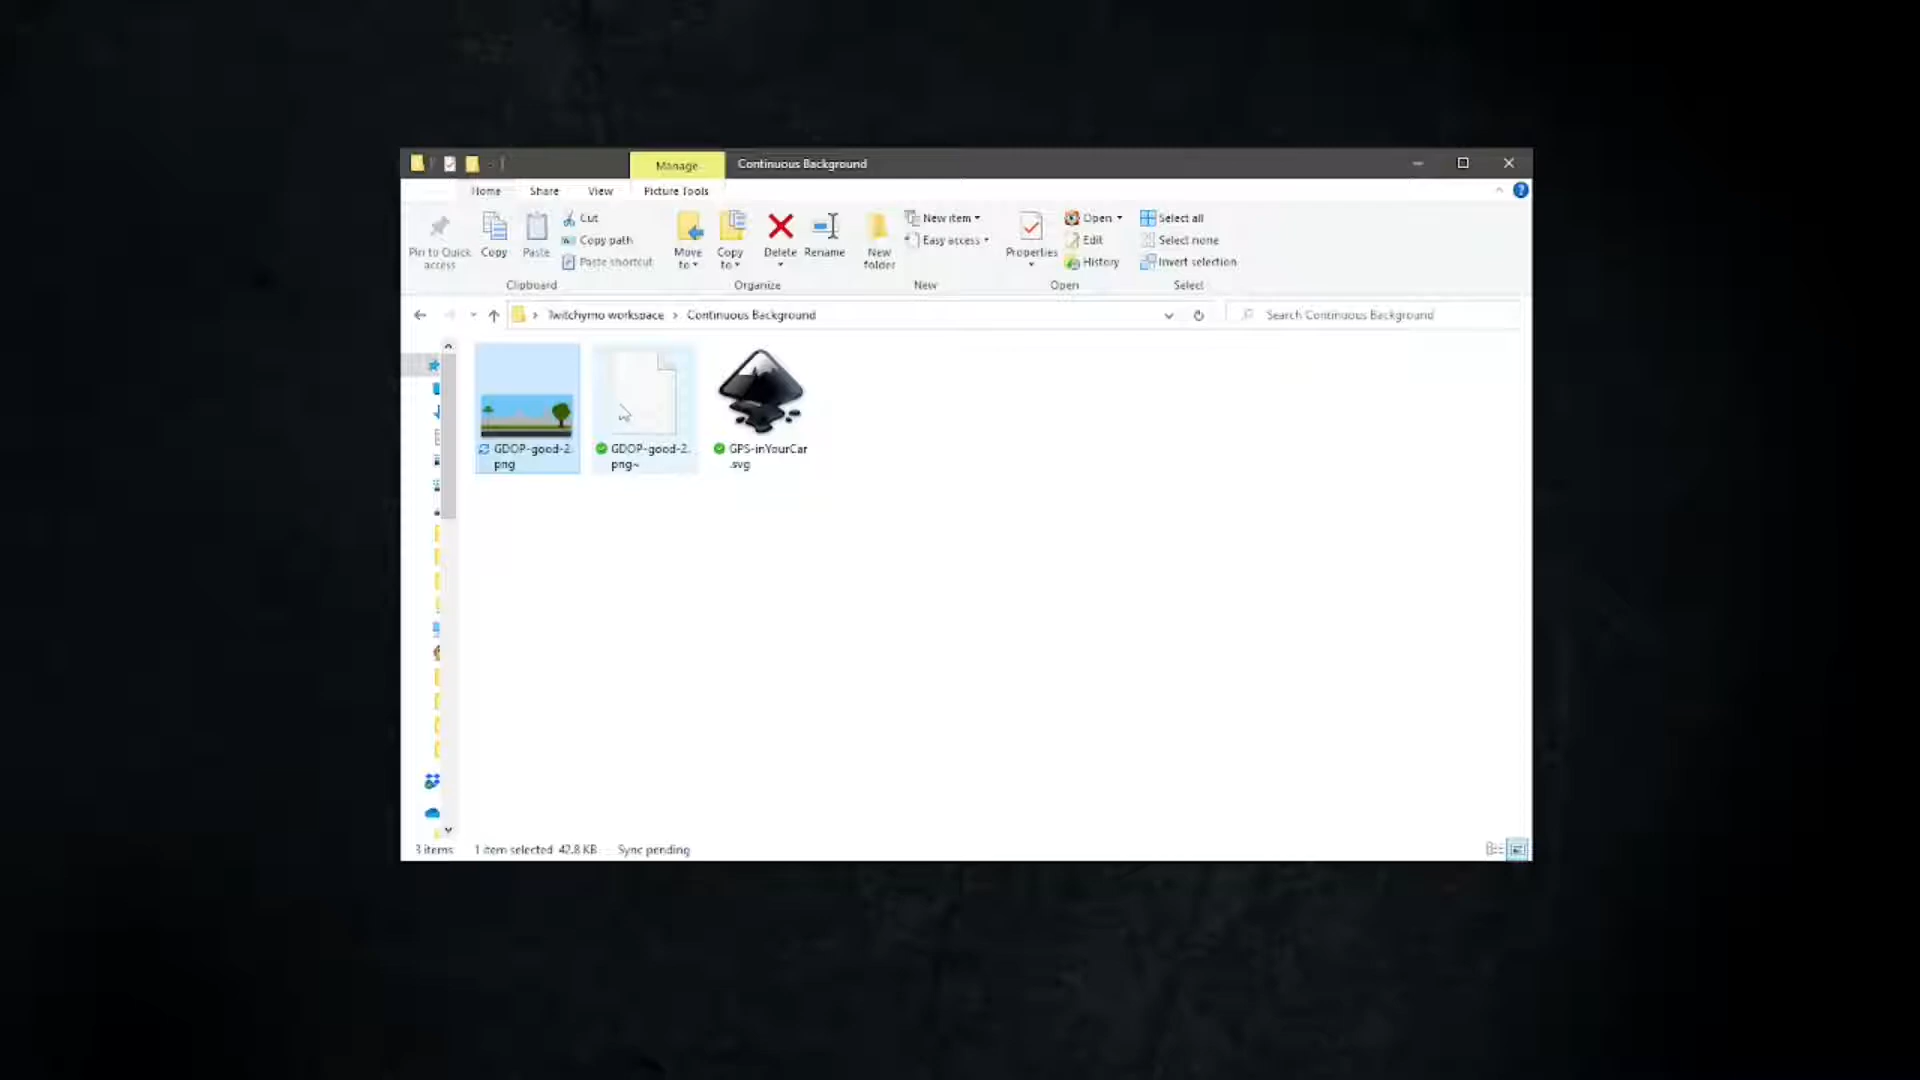 Manage
Continuous Background
Home
Share
View
Picture Tools
Pin to Quick
access
Copy
Paste
Cut
Copy path
Paste shortcut
Clipboard
Move
to
Copy
to
Delete
Rename
Organize
New
folder
New item
Easy access
New
Properties
Open
Edit
History
Open
Select all
Select none
Invert selection
Select
Twitchymo workspace
Continuous Background
Search Continuous Background
GDOP-good-2.
png
GDOP-good-2.
png~
GPS-inYourCar
.svg
3 items
1 item selected 42.8 KB
Sync pending